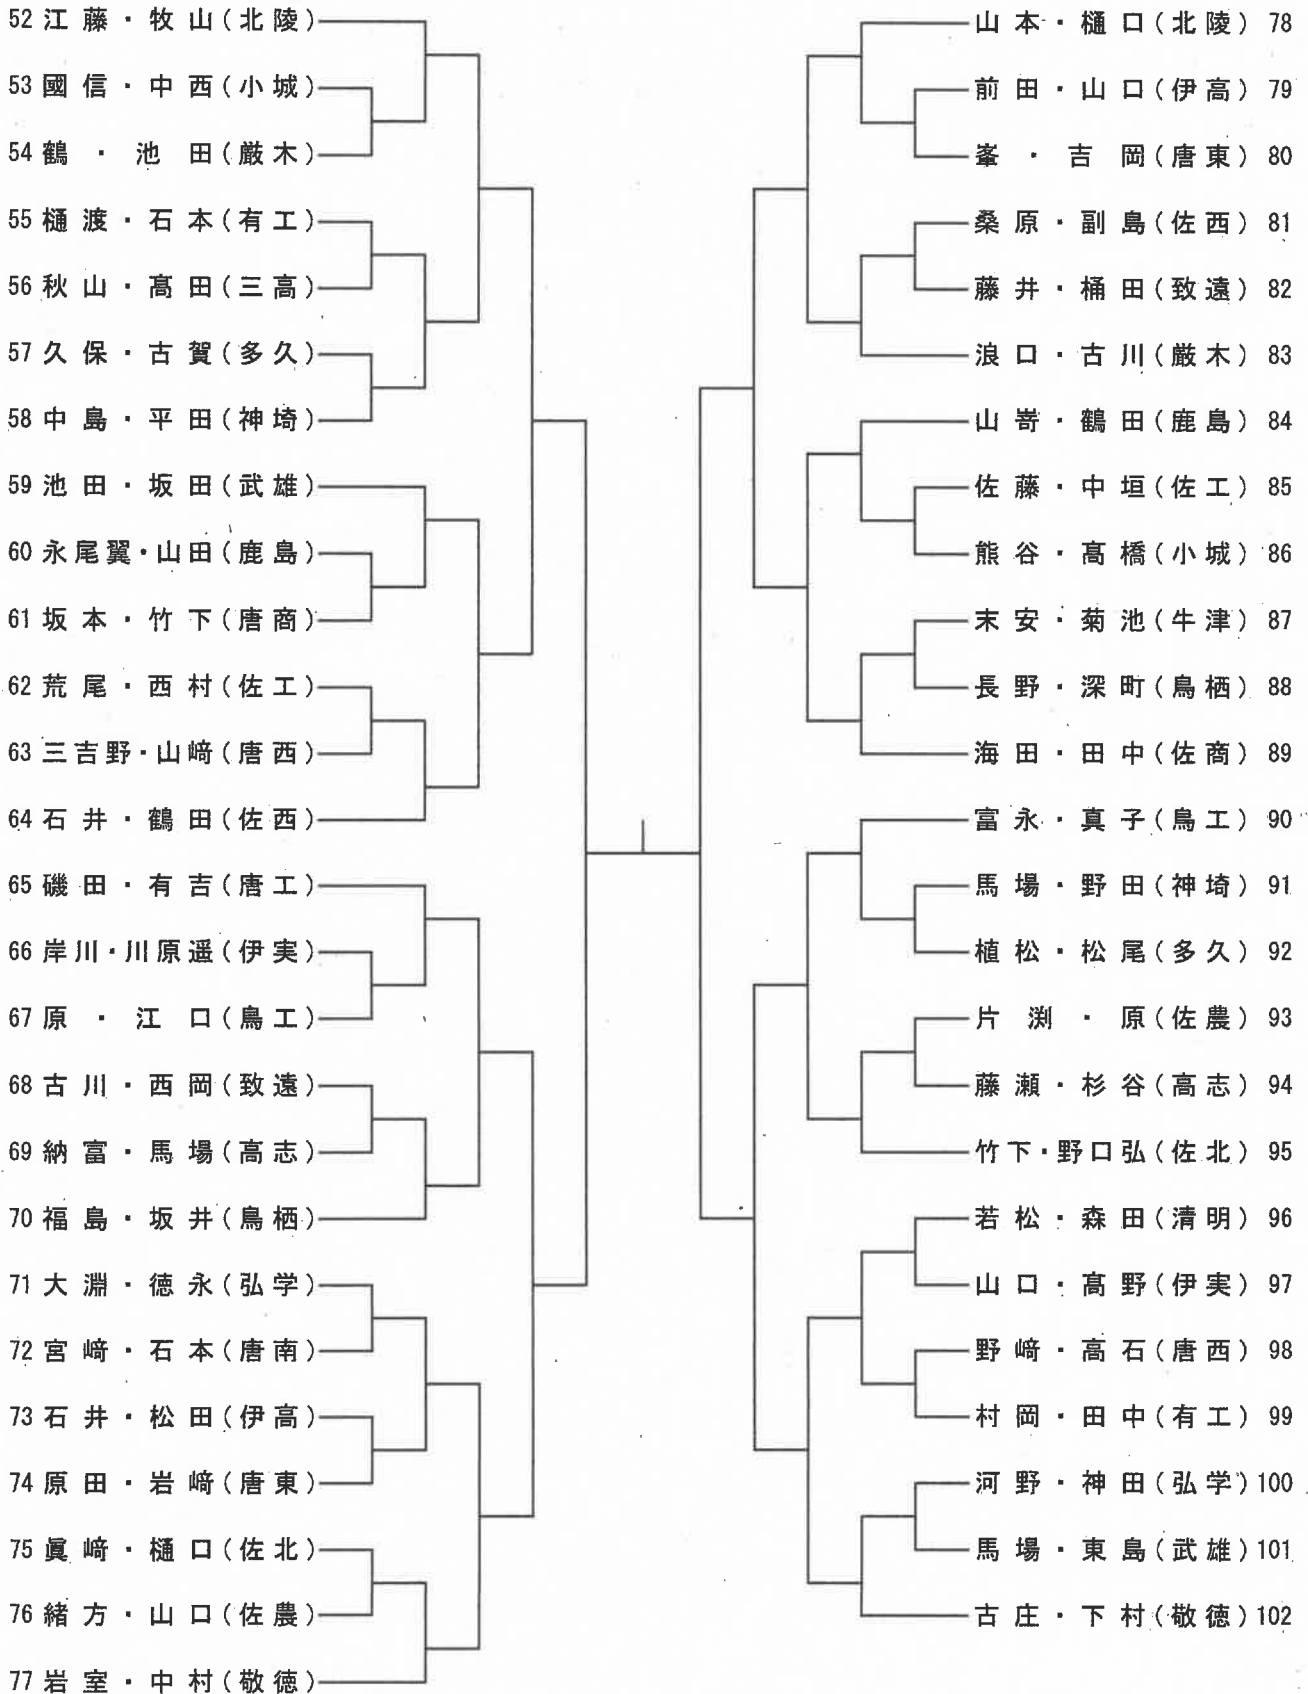 52 江藤・牧山(北陵)
53 國信・中西(小城)
54 鶴・池田(厳木)
55 樋渡・石本(有工)
56 秋山・髙田(三高)
57 久保・古賀(多久)
58 中島・平田(神埼)
59 池田・坂田(武雄)
60 永尾翼・山田(鹿島)
61 坂本・竹下(唐商)
62 荒尾・西村(佐工)
63 三吉野・山﨑(唐西)
64 石井・鶴田(佐西)
65 磯田・有吉(唐工)
66 岸川・川原遥(伊実)
67 原・江口(鳥工)
68 古川・西岡(致遠)
69 納富・馬場(高志)
70 福島・坂井(鳥栖)
71 大淵・徳永(弘学)
72 宮﨑・石本(唐南)
73 石井・松田(伊高)
74 原田・岩﨑(唐東)
75 眞﨑・樋口(佐北)
76 緒方・山口(佐農)
77 岩室・中村(敬徳)
山本・樋口(北陵) 78
前田・山口(伊高) 79
峯・吉岡(唐東) 80
桑原・副島(佐西) 81
藤井・桶田(致遠) 82
浪口・古川(厳木) 83
山嵜・鶴田(鹿島) 84
佐藤・中垣(佐工) 85
熊谷・髙橋(小城) 86
末安・菊池(牛津) 87
長野・深町(鳥栖) 88
海田・田中(佐商) 89
富永・真子(鳥工) 90
馬場・野田(神埼) 91
植松・松尾(多久) 92
片渕・原(佐農) 93
藤瀬・杉谷(高志) 94
竹下・野口弘(佐北) 95
若松・森田(清明) 96
山口・髙野(伊実) 97
野﨑・高石(唐西) 98
村岡・田中(有工) 99
河野・神田(弘学) 100
馬場・東島(武雄) 101
古庄・下村(敬徳) 102